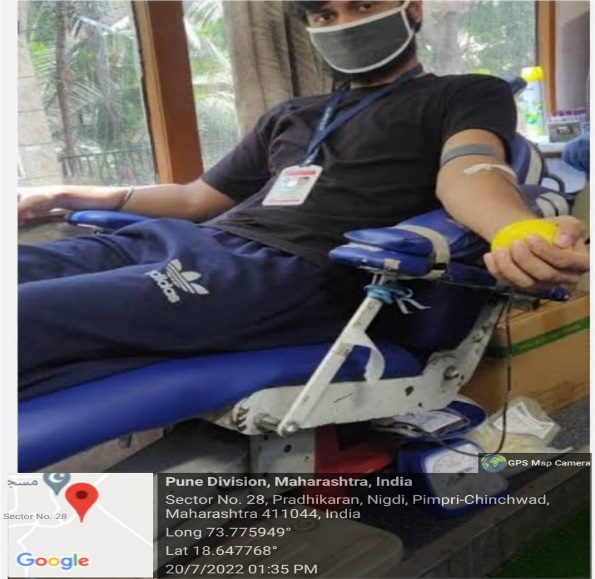 adidas
GPS Map Camera
مسج
Sector No. 28
Google
Pune Division, Maharashtra, India
Sector No. 28, Pradhikaran, Nigdi, Pimpri-Chinchwad,
Maharashtra 411044, India
Long 73.775949°
Lat 18.647768°
20/7/2022 01:35 PM